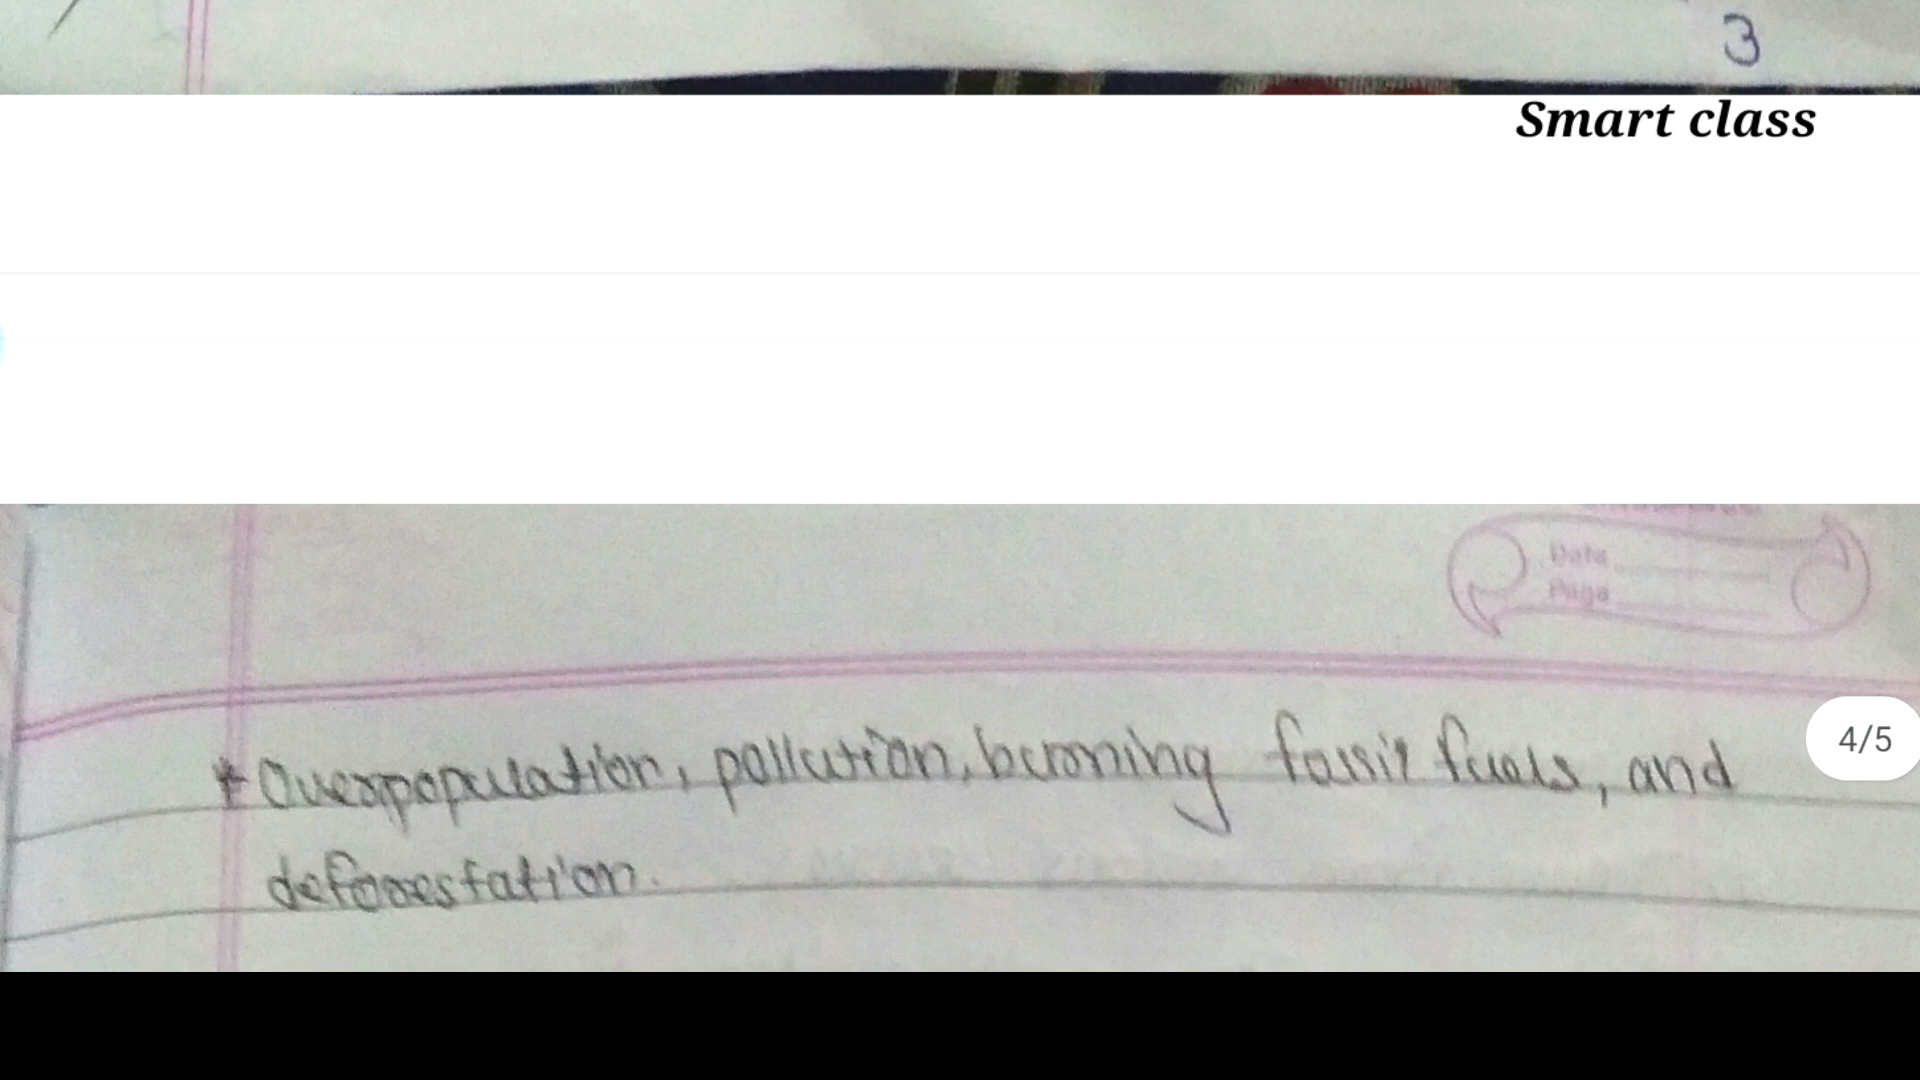 3
Smart class
Date
Page
4/5
* Overpopulation, pollution, burning fossil fuels, and
deforestation.